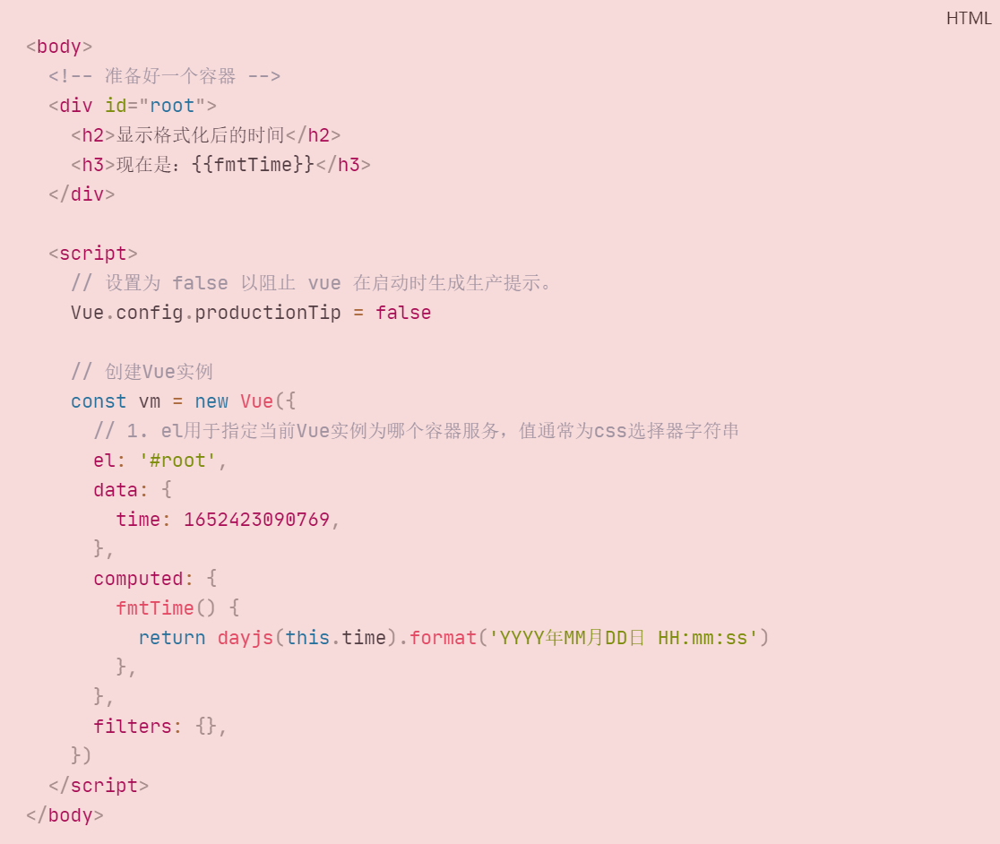 HTML
<body>
  <!-- 准备好一个容器 -->
  <div id="root">
    <h2>显示格式化后的时间</h2>
    <h3>现在是：{{fmtTime}}</h3>
  </div>

  <script>
    // 设置为 false 以阻止 vue 在启动时生成生产提示。
    Vue.config.productionTip = false

    // 创建Vue实例
    const vm = new Vue({
      // 1. el用于指定当前Vue实例为哪个容器服务，值通常为css选择器字符串
      el: '#root',
      data: {
        time: 1652423090769,
      },
      computed: {
        fmtTime() {
          return dayjs(this.time).format('YYYY年MM月DD日 HH:mm:ss')
        },
      },
      filters: {},
    })
  </script>
</body>